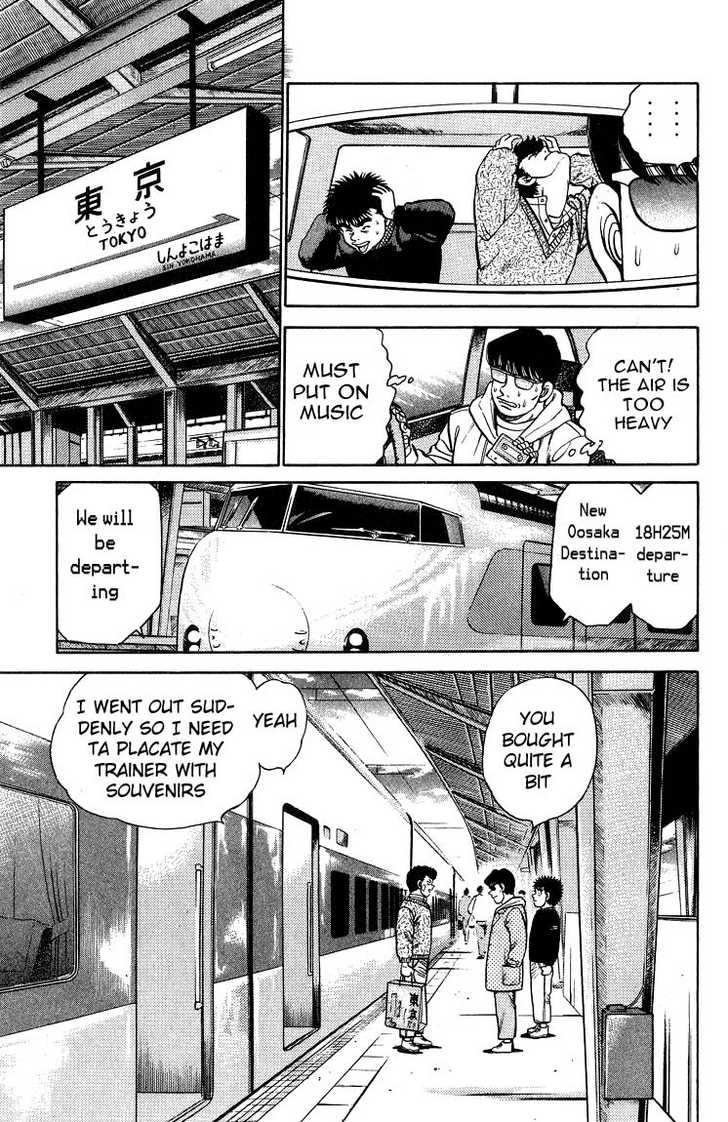 東京
とうきょう
TOKYO
しんよこはま
SIN YOKOHAMA
......
CAN'T!
THE AIR IS
TOO
HEAVY
MUST
PUT ON
MUSIC
18H25M
depar-
ture
New
Oosaka
Destina-
tion
We will
be
depart-
ing
YOU
BOUGHT
QUITE A
BIT
YEAH
I WENT OUT SUD-
DENLY SO I NEED
TA PLACATE MY
TRAINER WITH
SOUVENIRS
東京